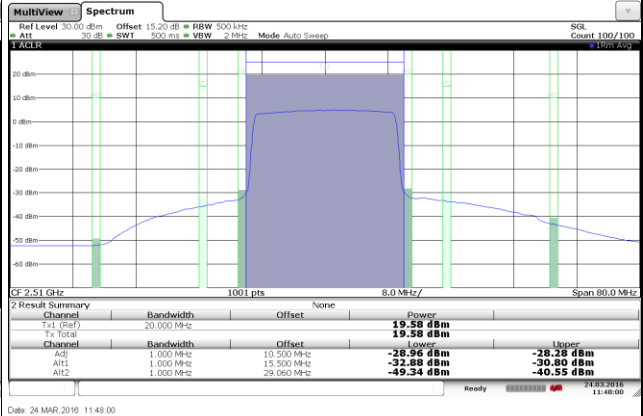 MultiView Spectrum
Ref Level 30.00 dBm Offset 15.20 dB RBW 500 kHz SGL
Att 30 dB SWT 500 ms VBW 2 MHz Mode Auto Sweep Count 100/100
1 ACLR 1Rm Avg
20 dBm
10 dBm
0 dBm
-10 dBm
-20 dBm
-30 dBm
-40 dBm
-50 dBm
-60 dBm
CF 2.51 GHz 1001 pts 8.0 MHz/ Span 80.0 MHz
2 Result Summary None
Channel Bandwidth Offset Power
Tx1 (Ref) 20.000 MHz 19.58 dBm
Tx Total 19.58 dBm
Channel Bandwidth Offset Lower Upper
Adj 1.000 MHz 10.500 MHz -28.96 dBm -28.28 dBm
Alt1 1.000 MHz 15.500 MHz -32.88 dBm -30.80 dBm
Alt2 1.000 MHz 29.060 MHz -49.34 dBm -40.55 dBm
Ready 24.03.2016
11:48:00
Date: 24.MAR.2016 11:48:00